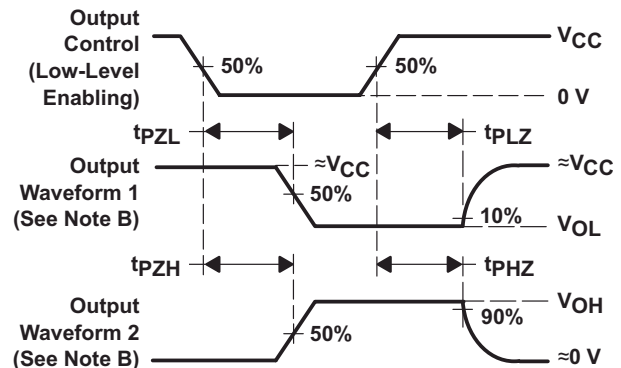 Output
Control
(Low-Level
Enabling)
50%
50%
VCC
0 V
tPZL
tPLZ
Output
Waveform 1
(See Note B)
≈VCC
50%
≈VCC
10%
VOL
tPZH
tPHZ
Output
Waveform 2
(See Note B)
50%
VOH
90%
≈0 V